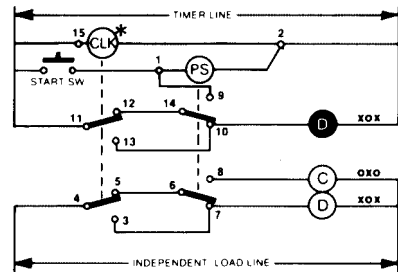 TIMER LINE
15 CLK * 2
START SW 1 PS
9
11 12 14 10 D XOX
13
8 C OXO
4 5 6 7 D XOX
3
INDEPENDENT LOAD LINE